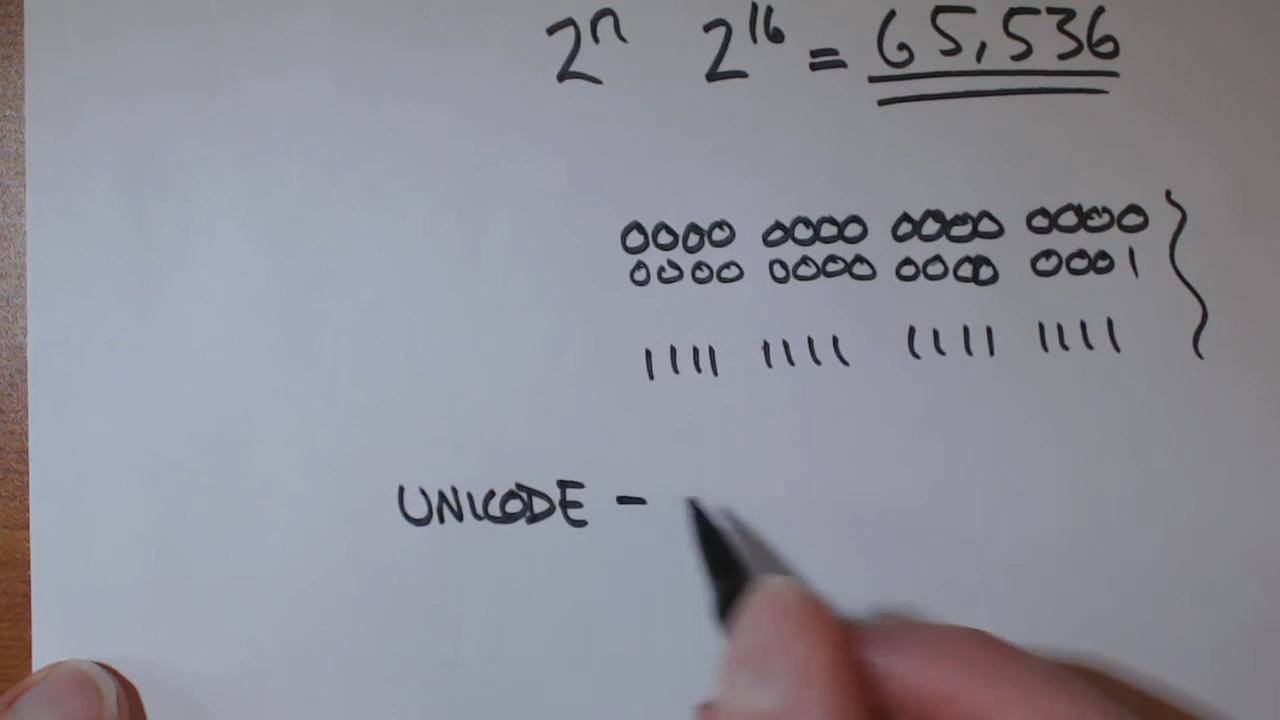 2ⁿ 2¹⁶ = 65,536
0000 0000 0000 0000
0000 0000 0000 0001
1111 1111 1111 1111
UNICODE -